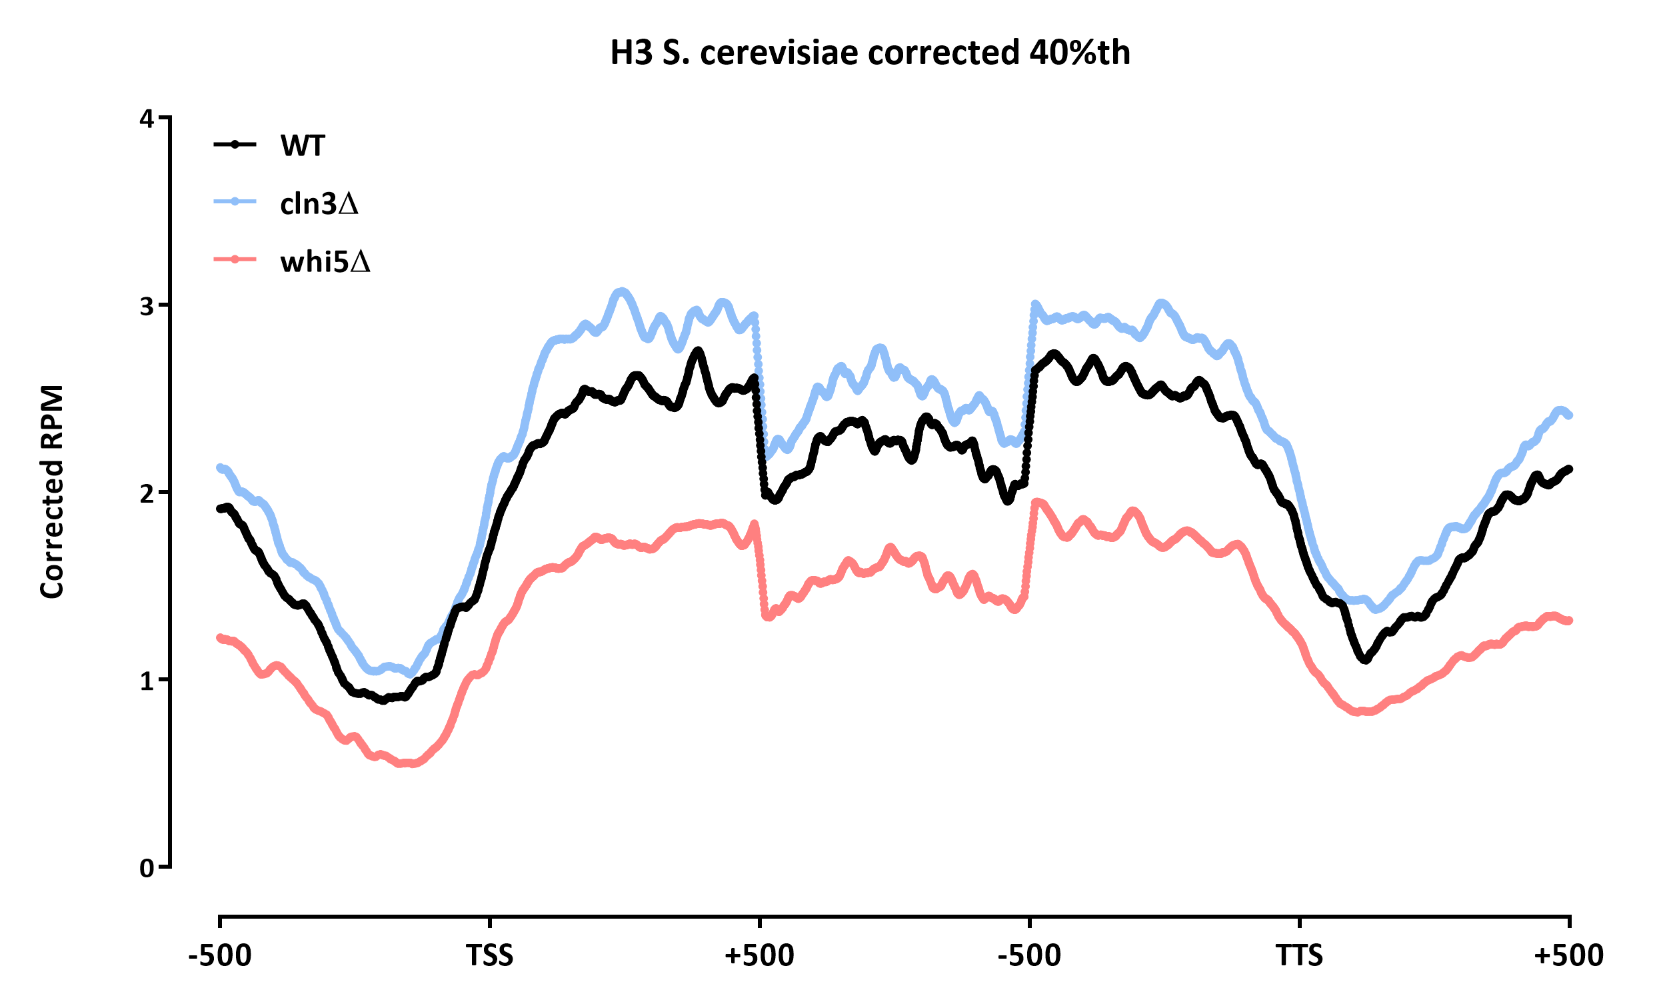 H3 S. cerevisiae corrected 40%th
4
3
2
1
0
Corrected RPM
WT
cln3Δ
whi5Δ
-500 TSS +500 -500 TTS +500